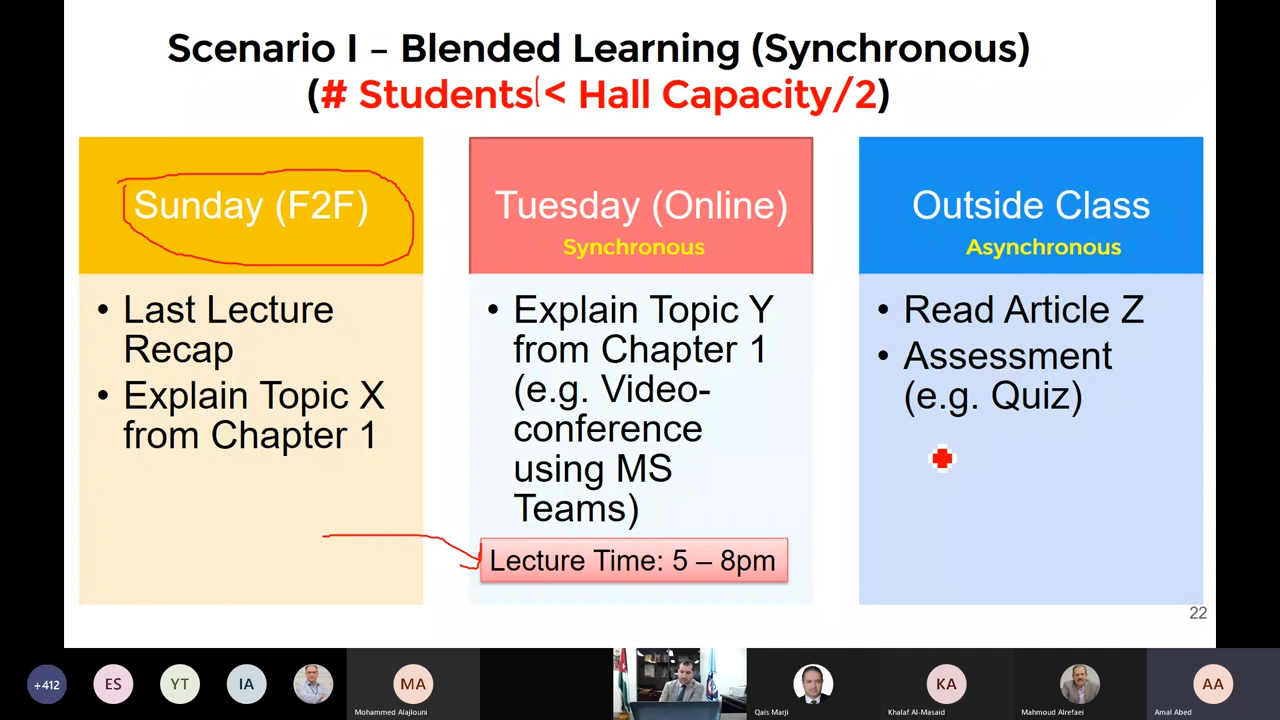 Scenario I – Blended Learning (Synchronous)
(# Students < Hall Capacity/2)
Sunday (F2F)
• Last Lecture
Recap
• Explain Topic X
from Chapter 1
Tuesday (Online)
Synchronous
• Explain Topic Y
from Chapter 1
(e.g. Video-
conference
using MS
Teams)
Lecture Time: 5 – 8pm
Outside Class
Asynchronous
• Read Article Z
• Assessment
(e.g. Quiz)
22
+412
ES
YT
IA
MA
Mohammed Alajlouni
Qais Marji
KA
Khalaf Al-Masaid
Mahmoud Alrefaei
AA
Amal Abed